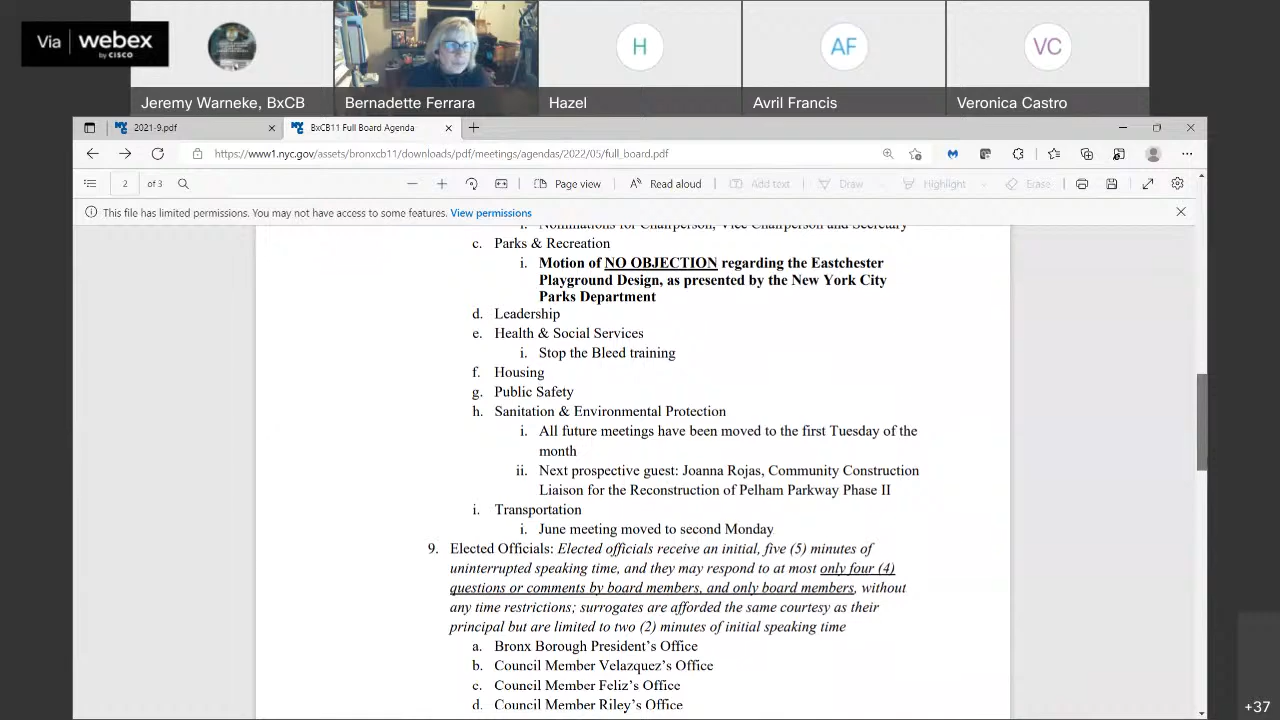 Via webex
by CISCO
H
AF
VC
Jeremy Warneke, BxCB
Bernadette Ferrara
Hazel
Avril Francis
Veronica Castro
2021-9.pdf
BxCB11 Full Board Agenda
https://www1.nyc.gov/assets/bronxcb11/downloads/pdf/meetings/agendas/2022/05/full_board.pdf
2 of 3
Page view
Read aloud
Add text
Draw
Highlight
Erase
This file has limited permissions. You may not have access to some features. View permissions
i. Nominations for Chairperson, Vice Chairperson and Secretary
c. Parks & Recreation
i. Motion of NO OBJECTION regarding the Eastchester
Playground Design, as presented by the New York City
Parks Department
d. Leadership
e. Health & Social Services
i. Stop the Bleed training
f. Housing
g. Public Safety
h. Sanitation & Environmental Protection
i. All future meetings have been moved to the first Tuesday of the
month
ii. Next prospective guest: Joanna Rojas, Community Construction
Liaison for the Reconstruction of Pelham Parkway Phase II
i. Transportation
i. June meeting moved to second Monday
9. Elected Officials: Elected officials receive an initial, five (5) minutes of
uninterrupted speaking time, and they may respond to at most only four (4)
questions or comments by board members, and only board members, without
any time restrictions; surrogates are afforded the same courtesy as their
principal but are limited to two (2) minutes of initial speaking time
a. Bronx Borough President's Office
b. Council Member Velazquez's Office
c. Council Member Feliz's Office
d. Council Member Riley's Office
+37